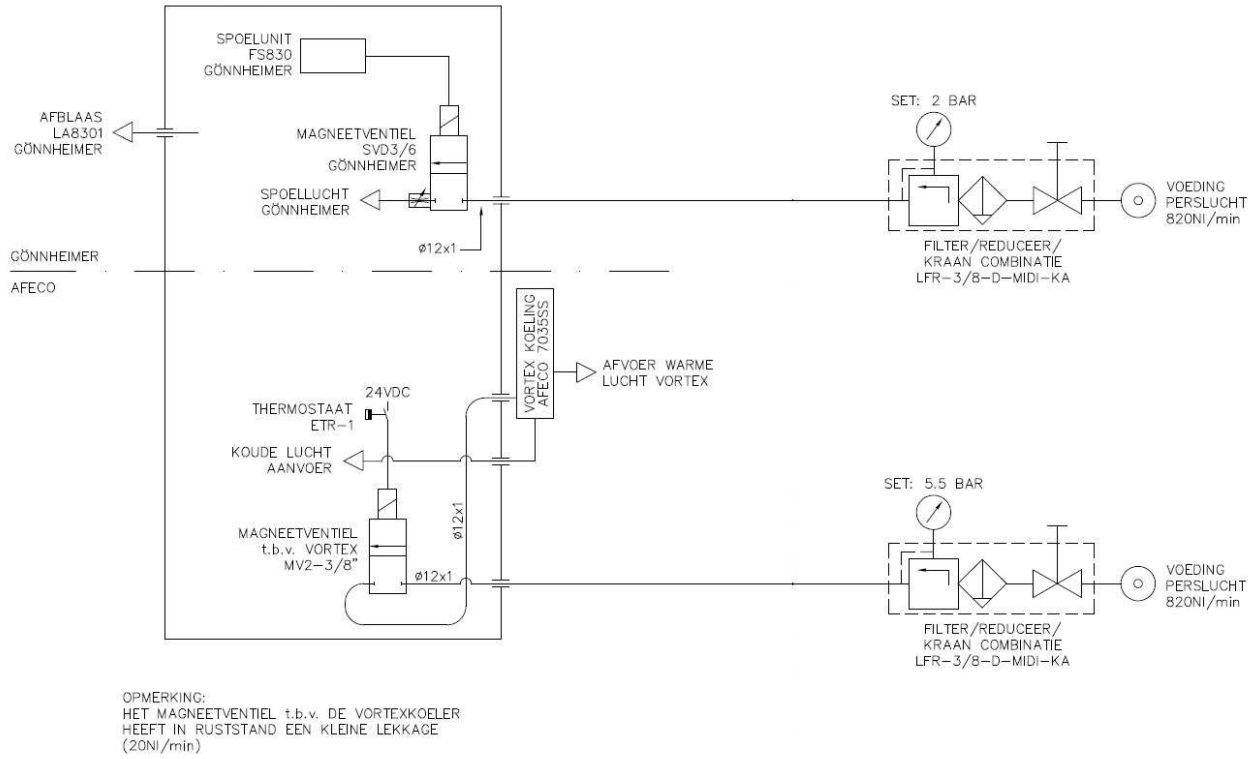 SPOELUNIT
FS830
GÖNNHEIMER
AFBLAAS
LA8301
GÖNNHEIMER
MAGNEETVENTIEL
SVD3/6
GÖNNHEIMER
SPOELLUCHT
GÖNNHEIMER
ø12x1
SET: 2 BAR
VOEDING
PERSLUCHT
820Nl/min
FILTER/REDUCEER/
KRAAN COMBINATIE
LFR-3/8-D-MIDI-KA
GÖNNHEIMER
AFECO
VORTEX KOELING
AFECO 7035SS
AFVOER WARME
LUCHT VORTEX
24VDC
THERMOSTAAT
ETR-1
KOUDE LUCHT
AANVOER
MAGNEETVENTIEL
t.b.v. VORTEX
MV2-3/8"
ø12x1
ø12x1
SET: 5.5 BAR
VOEDING
PERSLUCHT
820Nl/min
FILTER/REDUCEER/
KRAAN COMBINATIE
LFR-3/8-D-MIDI-KA
OPMERKING:
HET MAGNEETVENTIEL t.b.v. DE VORTEXKOELER
HEEFT IN RUSTSTAND EEN KLEINE LEKKAGE
(20Nl/min)